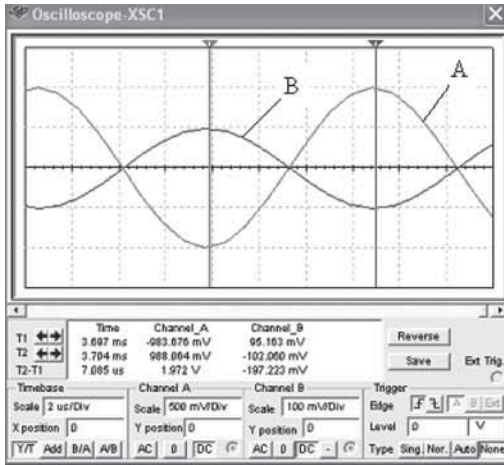 Oscilloscope-XSC1
A
B
Time Channel_A Channel_B
T1 3.697 ms -983.676 mV 95.163 mV
T2 3.704 ms 988.064 mV -102.060 mV
T2-T1 7.085 us 1.972 V -197.223 mV
Reverse
Save
Ext Trig.
Timebase Channel A Channel B Trigger
Scale 2 us/Div Scale 500 mV/Div Scale 100 mV/Div Edge A B Ext
X position 0 Y position 0 Y position 0 Level 0 V
Y/T Add B/A A/B AC 0 DC AC 0 DC - Type Sing. Nor. Auto None